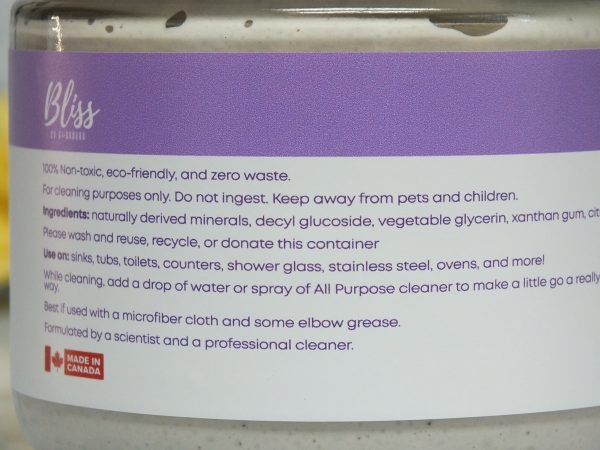 Bliss
100% Non-toxic, eco-friendly, and zero waste.
For cleaning purposes only. Do not ingest. Keep away from pets and children.
Ingredients: naturally derived minerals, decyl glucoside, vegetable glycerin, xanthan gum, cit
Please wash and reuse, recycle, or donate this container
Use on: sinks, tubs, toilets, counters, shower glass, stainless steel, ovens, and more!
While cleaning, add a drop of water or spray of All Purpose cleaner to make a little go a really
way.
Best if used with a microfiber cloth and some elbow grease.
Formulated by a scientist and a professional cleaner.
MADE IN
CANADA